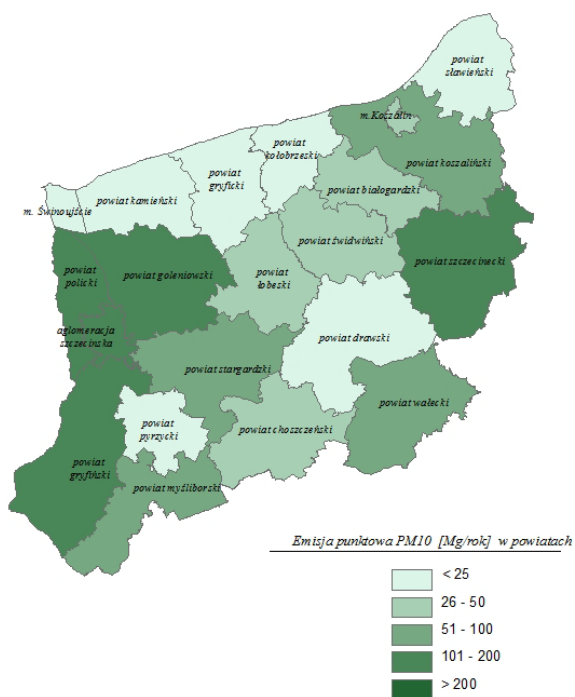 powiat
sławieński
m.Koszalin
powiat
kołobrzeski
powiat koszaliński
powiat
gryficki
powiat białogardzki
powiat kamieński
m. Świnoujście
powiat świdwiński
powiat szczecinecki
powiat
policki
powiat goleniowski
powiat
łobeski
aglomeracja
szczecińska
powiat drawski
powiat stargardzki
powiat wałecki
powiat
pyrzycki
powiat choszczeński
powiat
gryfiński
powiat myśliborski
Emisja punktowa PM10 [Mg/rok] w powiatach
< 25
26 - 50
51 - 100
101 - 200
> 200